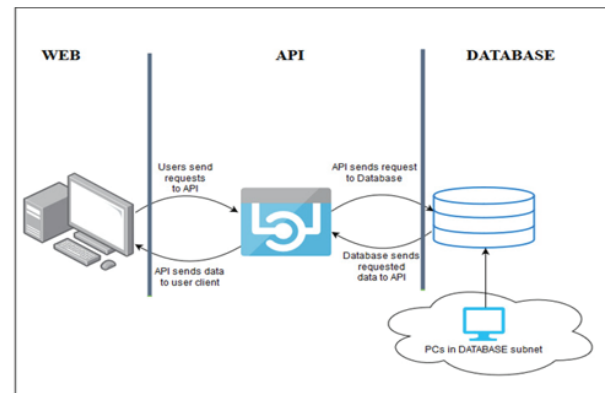 WEB
API
DATABASE
Users send
requests
to API
API sends request
to Database
API sends data
to user client
Database sends
requested
data to API
PCs in DATABASE subnet